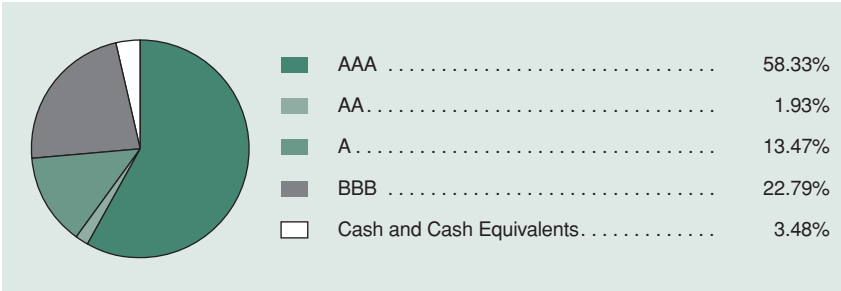 AAA . . . . . . . . . . . . . . . . . . . . . . . . . . . . . . . 58.33%
AA. . . . . . . . . . . . . . . . . . . . . . . . . . . . . . . . . 1.93%
A . . . . . . . . . . . . . . . . . . . . . . . . . . . . . . . . . . 13.47%
BBB . . . . . . . . . . . . . . . . . . . . . . . . . . . . . . . 22.79%
Cash and Cash Equivalents. . . . . . . . . . . . . 3.48%